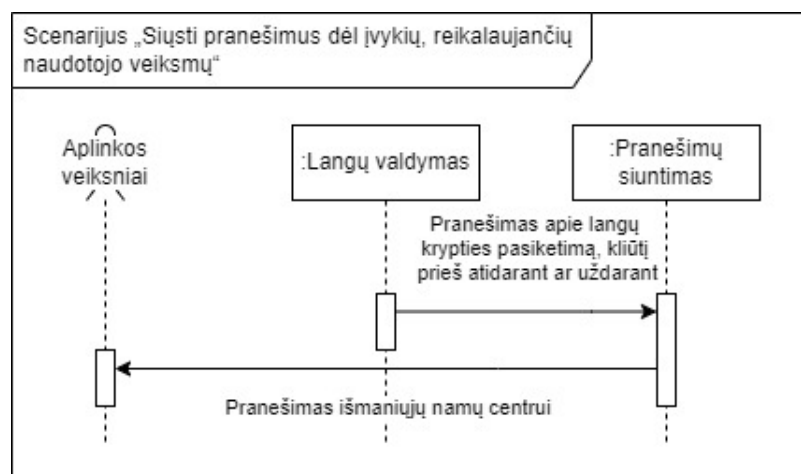 Scenarijus „Siųsti pranešimus dėl įvykių, reikalaujančių
naudotojo veiksmų“
Aplinkos
veiksniai
:Langų valdymas
:Pranešimų
siuntimas
Pranešimas apie langų
krypties pasiketimą, kliūtį
prieš atidarant ar uždarant
Pranešimas išmaniųjų namų centrui